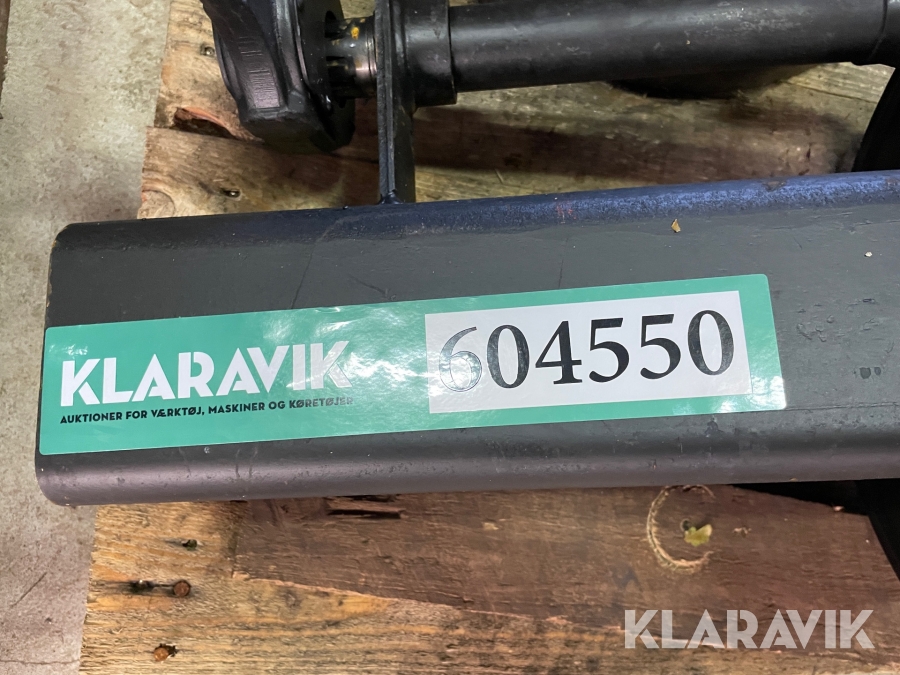 KLARAVIK
AUKTIONER FOR VÆRKTØJ, MASKINER OG KØRETØJER
604550
KLARAVIK